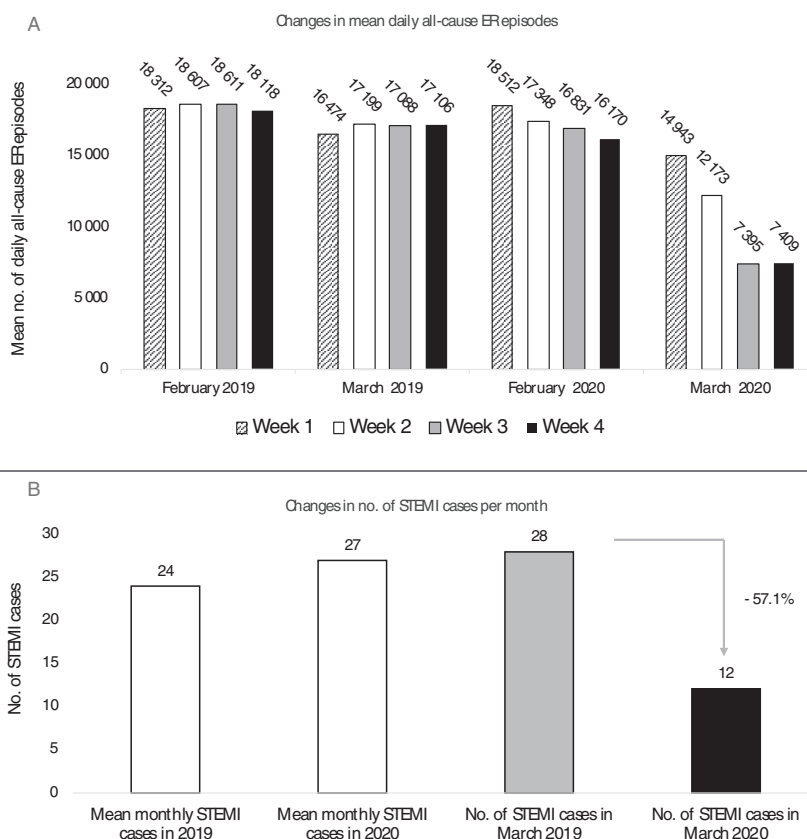 A
Changes in mean daily all-cause ER episodes
Mean no. of daily all-cause ER episodes
20 000
15 000
10 000
5 000
0
18 312
18 607
18 611
18 118
16 474
17 199
17 088
17 106
18 512
17 348
16 831
16 170
14 943
12 173
7 395
7 409
February 2019
March 2019
February 2020
March 2020
Week 1
Week 2
Week 3
Week 4
B
Changes in no. of STEMI cases per month
No. of STEMI cases
30
25
20
15
10
5
0
24
27
28
12
- 57.1%
Mean monthly STEMI
cases in 2019
Mean monthly STEMI
cases in 2020
No. of STEMI cases in
March 2019
No. of STEMI cases in
March 2020